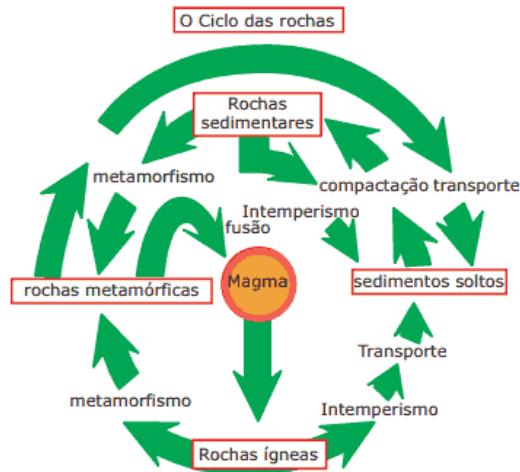 O Ciclo das rochas
Rochas
sedimentares
metamorfismo
compactação transporte
Intemperismo
fusão
rochas metamórficas
Magma
sedimentos soltos
Transporte
metamorfismo
Intemperismo
Rochas ígneas